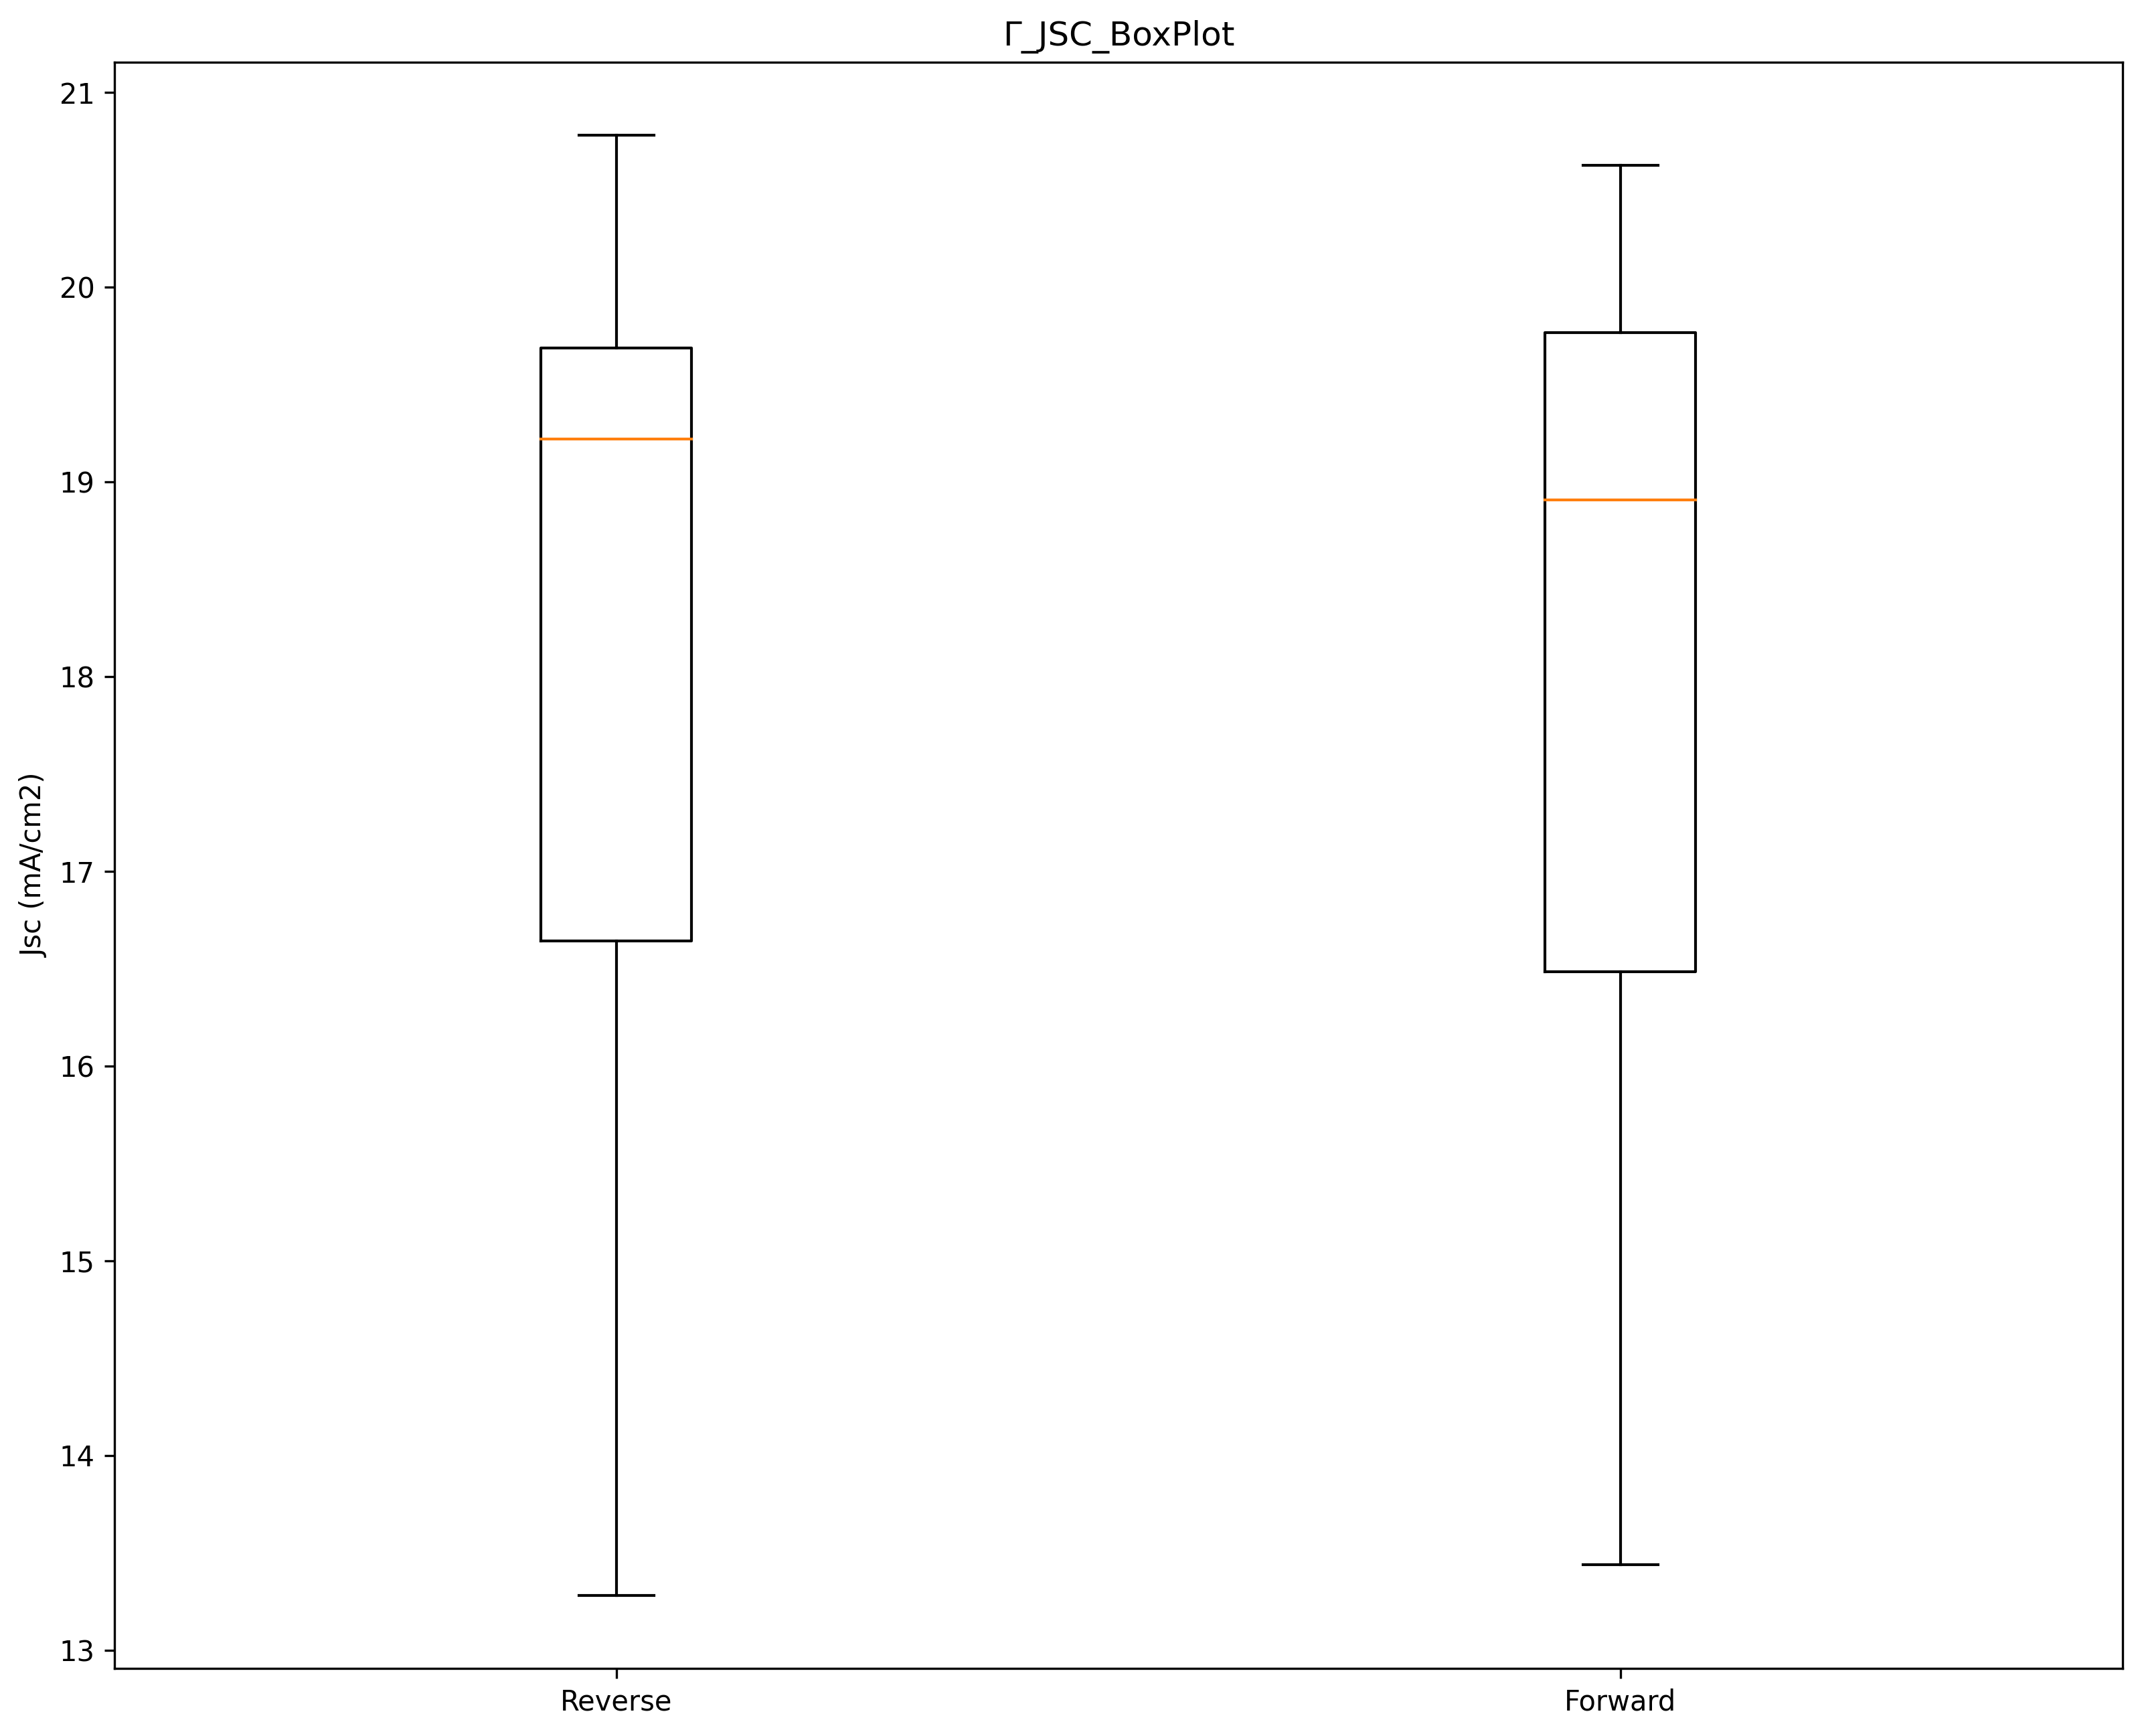 Γ_JSC_BoxPlot
Jsc (mA/cm2)
21
20
19
18
17
16
15
14
13
Reverse
Forward